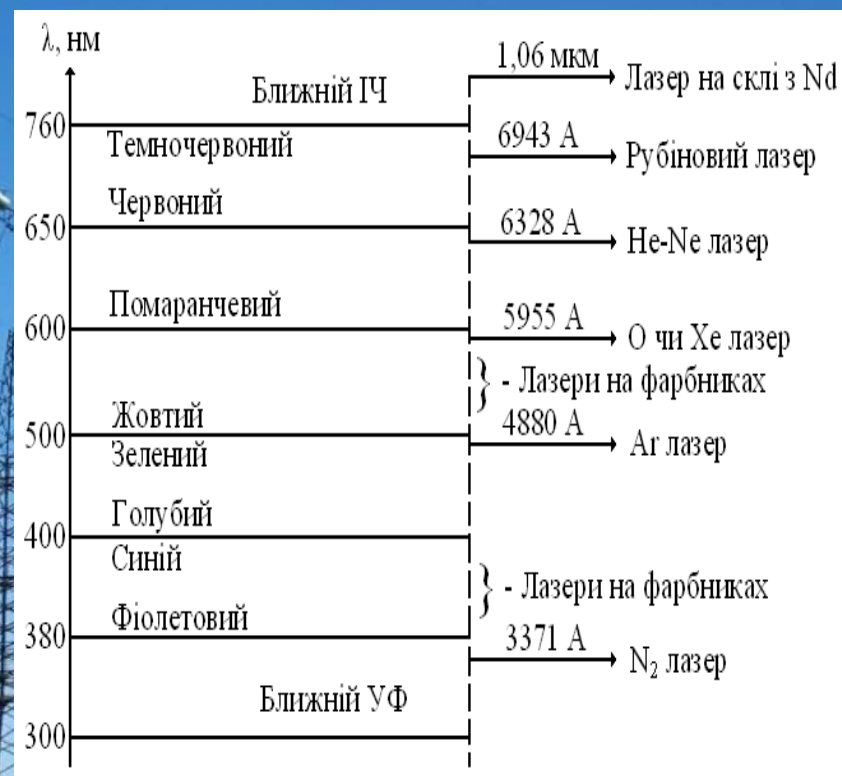 λ, нм
1,06 мкм
Ближній ІЧ
Лазер на склі з Nd
760
Темночервоний
6943 А
Рубіновий лазер
Червоний
650
6328 А
He-Ne лазер
Помаранчевий
600
5955 А
О чи Хе лазер
} - Лазери на фарбниках
Жовтий
500
4880 А
Ar лазер
Зелений
Голубий
400
Синій
} - Лазери на фарбниках
Фіолетовий
380
3371 А
N₂ лазер
Ближній УФ
300